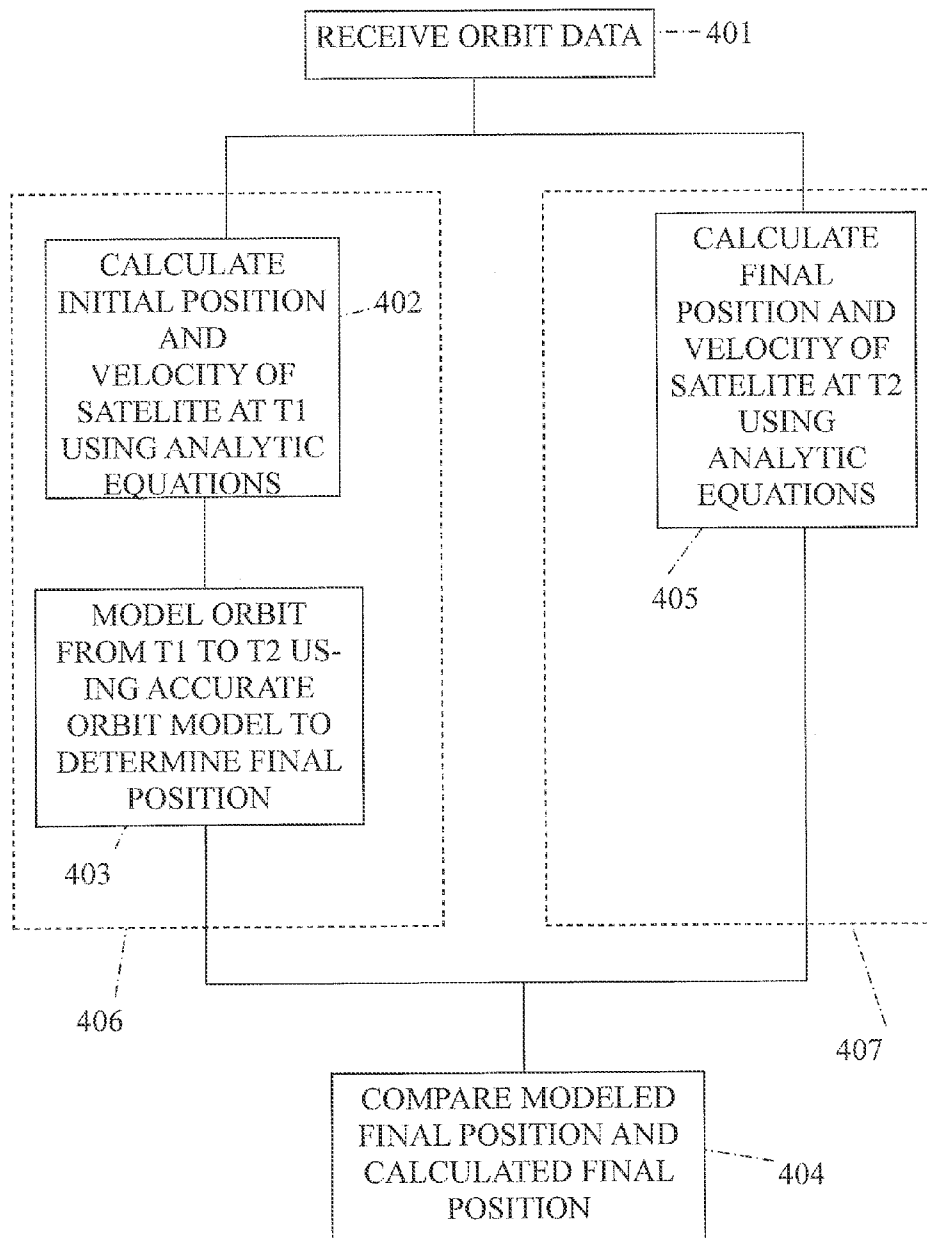 RECEIVE ORBIT DATA
401
CALCULATE
INITIAL POSITION
AND
VELOCITY OF
SATELITE AT T1
USING ANALYTIC
EQUATIONS
402
CALCULATE
FINAL
POSITION AND
VELOCITY OF
SATELITE AT T2
USING
ANALYTIC
EQUATIONS
405
MODEL ORBIT
FROM T1 TO T2 US-
ING ACCURATE
ORBIT MODEL TO
DETERMINE FINAL
POSITION
403
406
407
COMPARE MODELED
FINAL POSITION AND
CALCULATED FINAL
POSITION
404